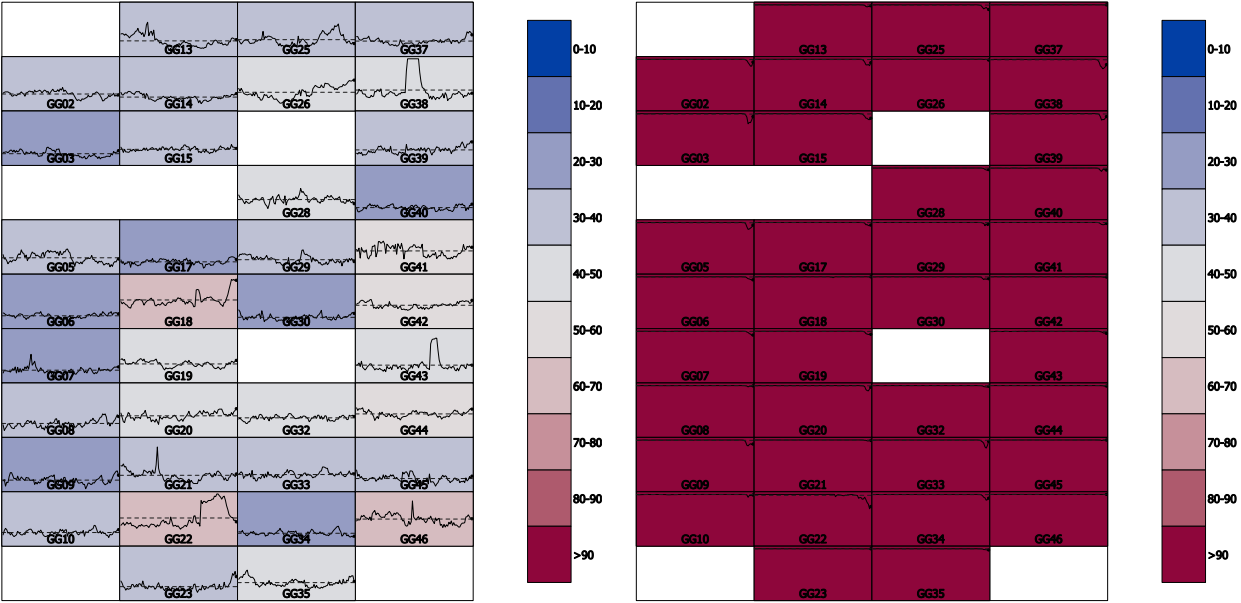 GG13 GG25 GG37
GG02 GG14 GG26 GG38
GG03 GG15 GG39
GG28 GG40
GG05 GG17 GG29 GG41
GG06 GG18 GG30 GG42
GG07 GG19 GG43
GG08 GG20 GG32 GG44
GG09 GG21 GG33 GG45
GG10 GG22 GG34 GG46
GG23 GG35
0-10
10-20
20-30
30-40
40-50
50-60
60-70
70-80
80-90
>90
GG13 GG25 GG37
GG02 GG14 GG26 GG38
GG03 GG15 GG39
GG28 GG40
GG05 GG17 GG29 GG41
GG06 GG18 GG30 GG42
GG07 GG19 GG43
GG08 GG20 GG32 GG44
GG09 GG21 GG33 GG45
GG10 GG22 GG34 GG46
GG23 GG35
0-10
10-20
20-30
30-40
40-50
50-60
60-70
70-80
80-90
>90